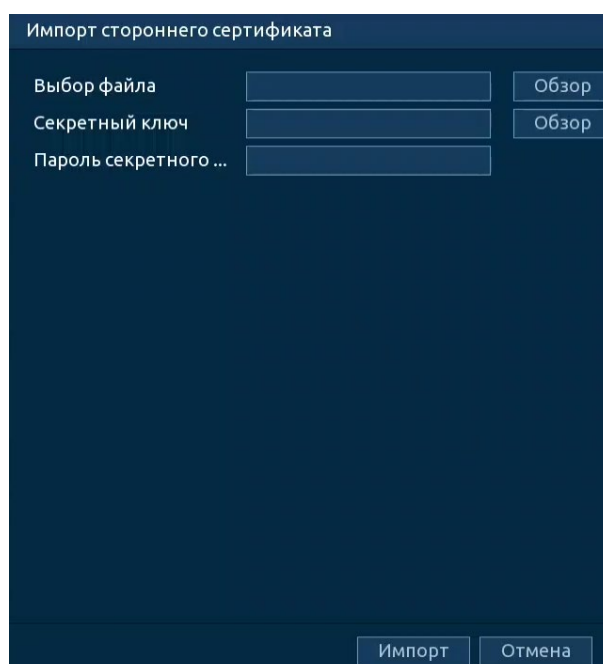 Импорт стороннего сертификата
Выбор файла Обзор
Секретный ключ Обзор
Пароль секретного ...
Импорт Отмена